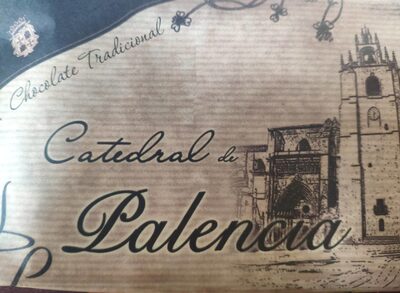 Chocolate Tradicional
Catedral de
Palencia